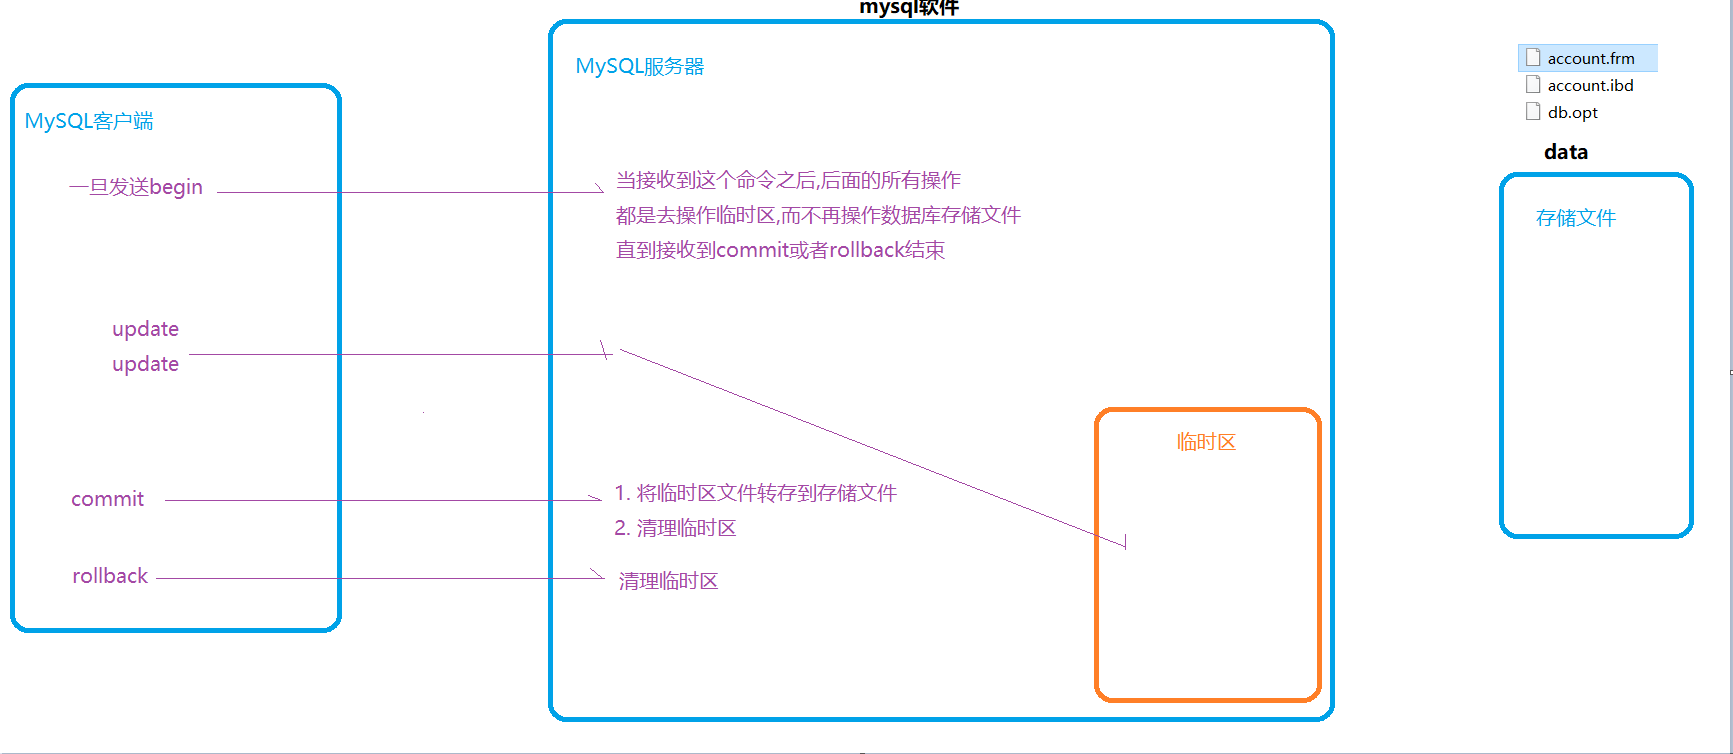 mysql软件
MySQL客户端
一旦发送begin
update
update
commit
rollback
MySQL服务器
当接收到这个命令之后,后面的所有操作
都是去操作临时区,而不再操作数据库存储文件
直到接收到commit或者rollback结束
1. 将临时区文件转存到存储文件
2. 清理临时区
清理临时区
临时区
account.frm
account.ibd
db.opt
data
存储文件